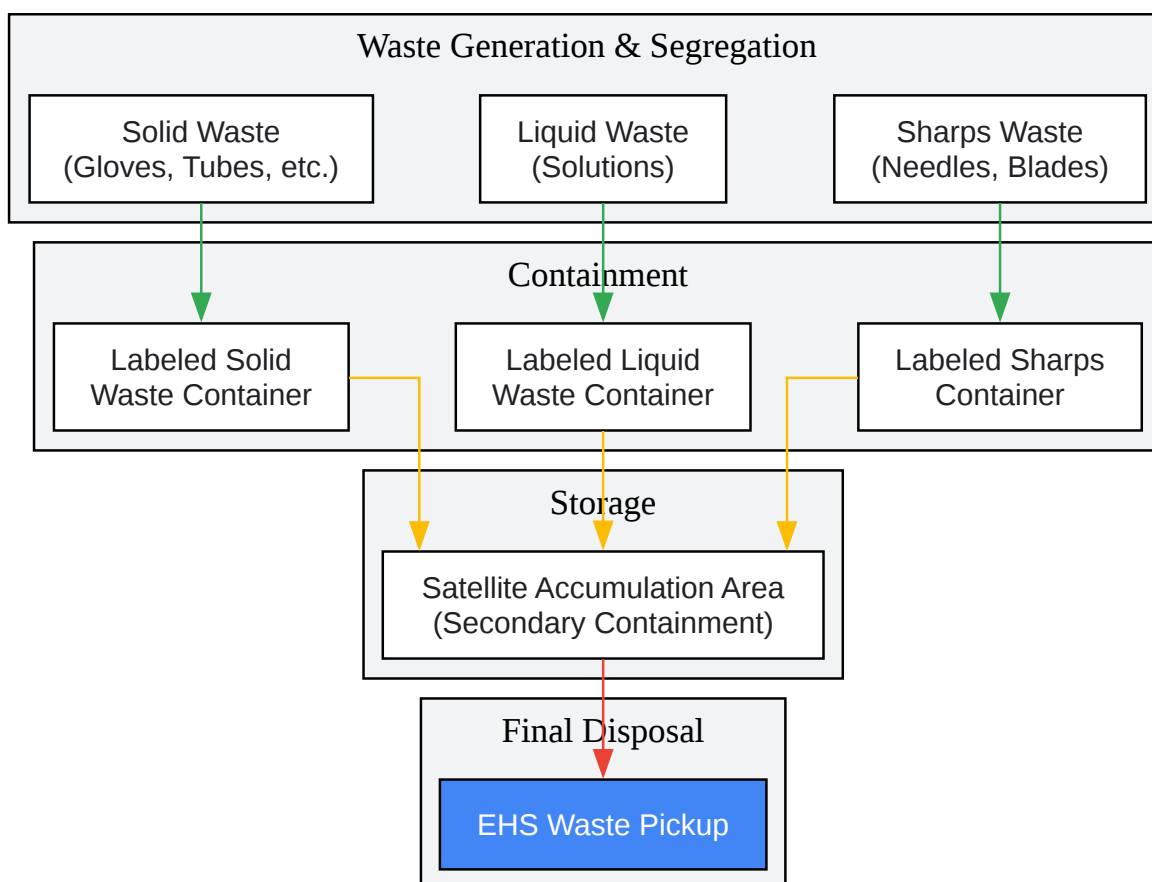 Waste Generation & Segregation
Solid Waste
(Gloves, Tubes, etc.)
Liquid Waste
(Solutions)
Sharps Waste
(Needles, Blades)
Containment
Labeled Solid
Waste Container
Labeled Liquid
Waste Container
Labeled Sharps
Container
Storage
Satellite Accumulation Area
(Secondary Containment)
Final Disposal
EHS Waste Pickup